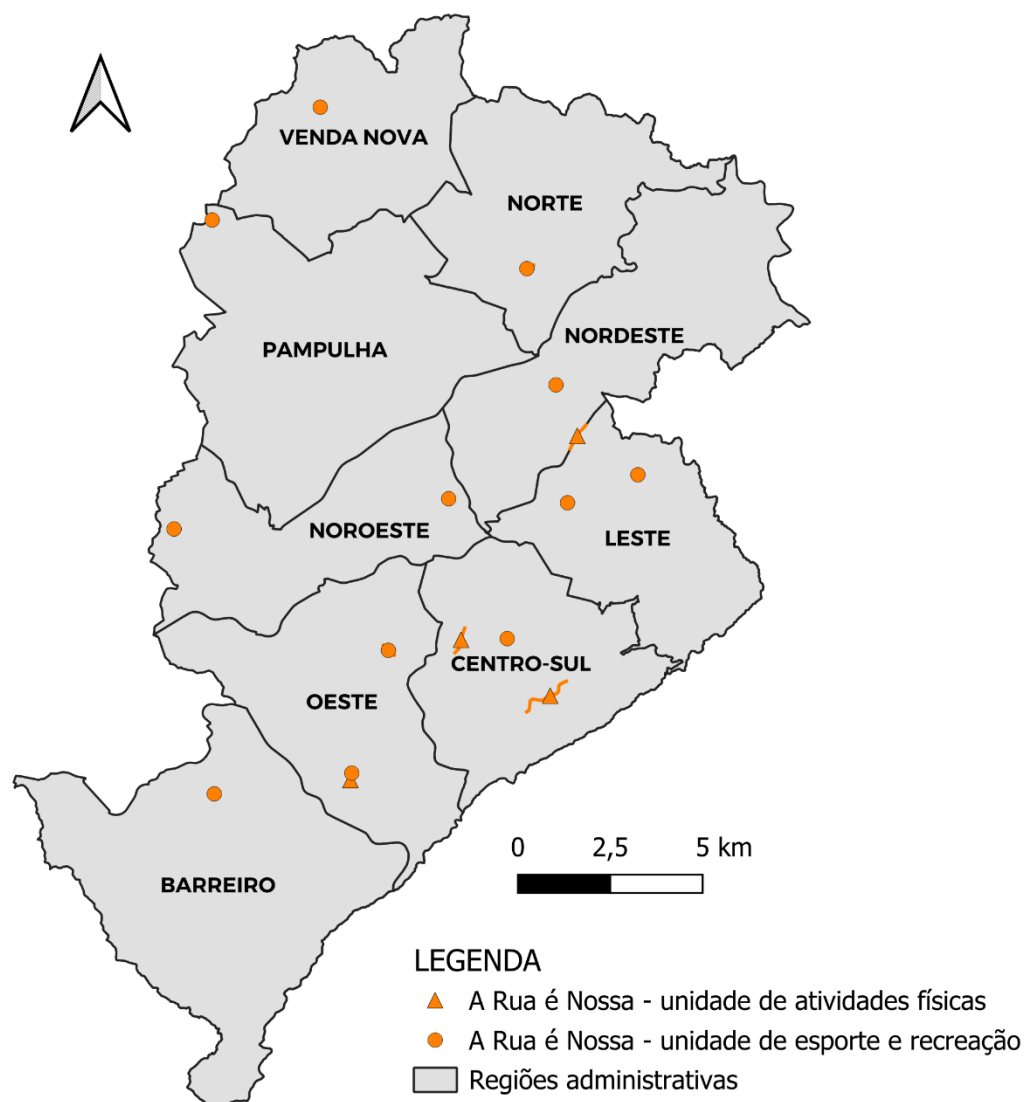 VENDA NOVA
NORTE
NORDESTE
PAMPULHA
NOROESTE
LESTE
CENTRO-SUL
OESTE
BARREIRO
0 2,5 5 km
LEGENDA
A Rua é Nossa - unidade de atividades físicas
A Rua é Nossa - unidade de esporte e recreação
Regiões administrativas